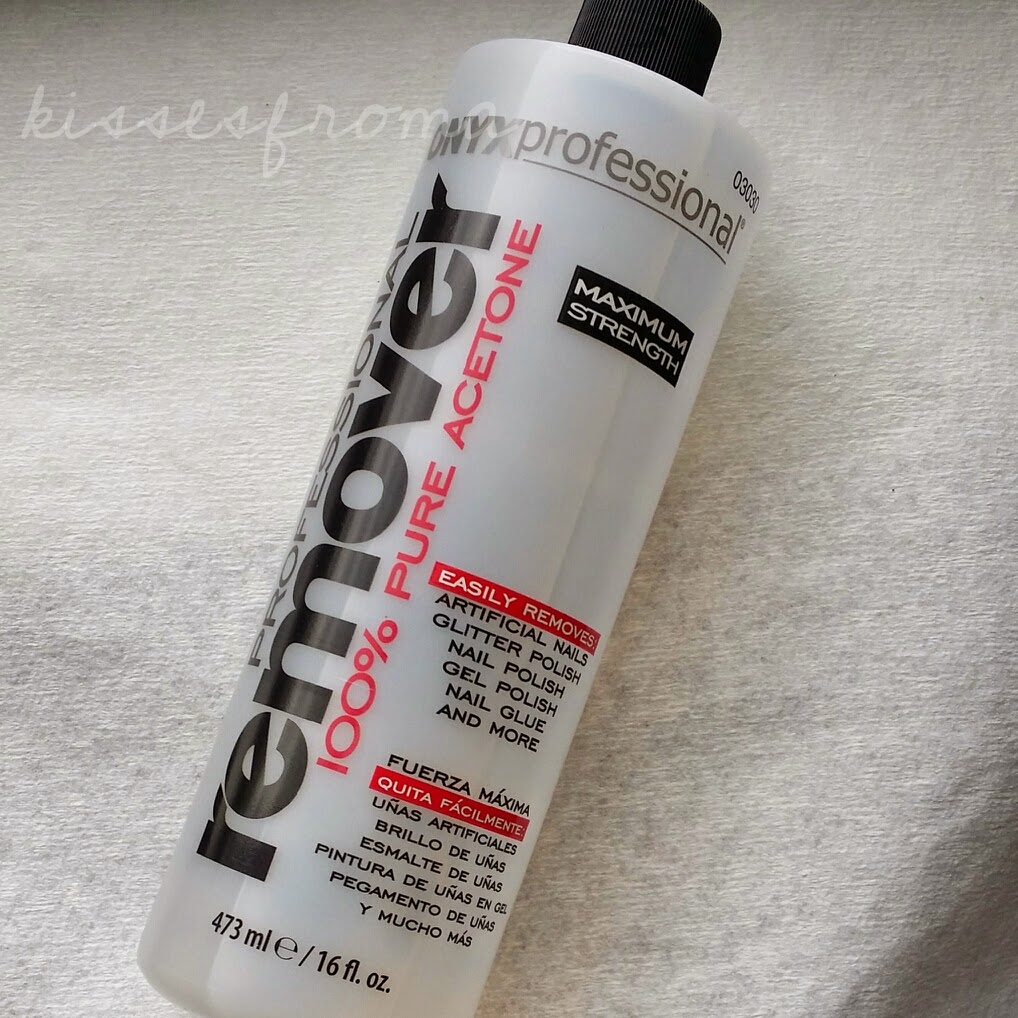 kissesfroma
ONYXprofessional®
03030
PROFESSIONAL
remover
100% PURE ACETONE
MAXIMUM
STRENGTH
EASILY REMOVES:
ARTIFICIAL NAILS
GLITTER POLISH
NAIL POLISH
GEL POLISH
NAIL GLUE
AND MORE
FUERZA MÁXIMA
QUITA FÁCILMENTE:
UÑAS ARTIFICIALES
BRILLO DE UÑAS
ESMALTE DE UÑAS
PINTURA DE UÑAS EN GEL
PEGAMENTO DE UÑAS
Y MUCHO MÁS
473 ml ℮ / 16 fl. oz.